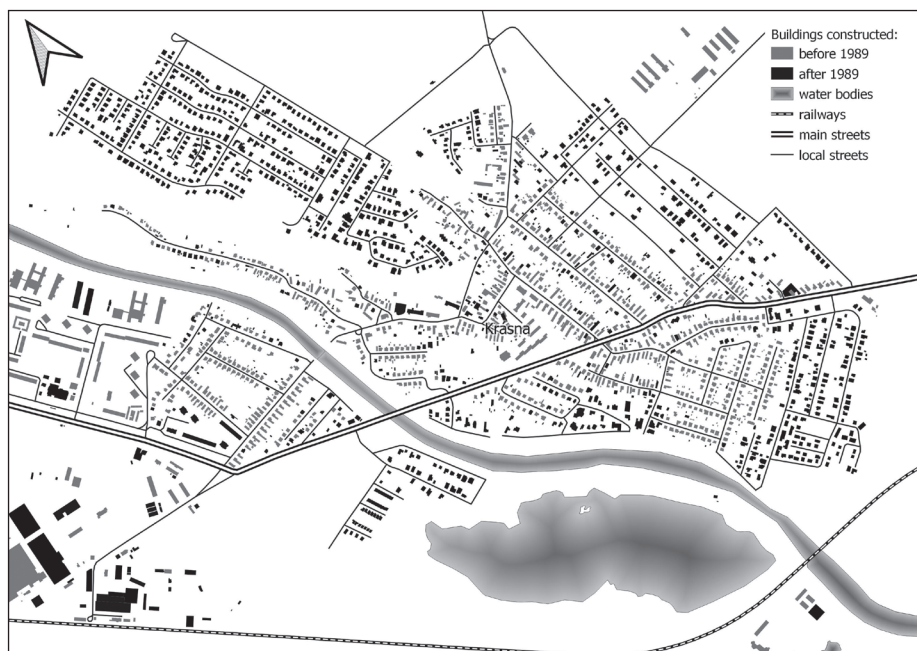 Buildings constructed:
before 1989
after 1989
water bodies
railways
main streets
local streets
Krasna